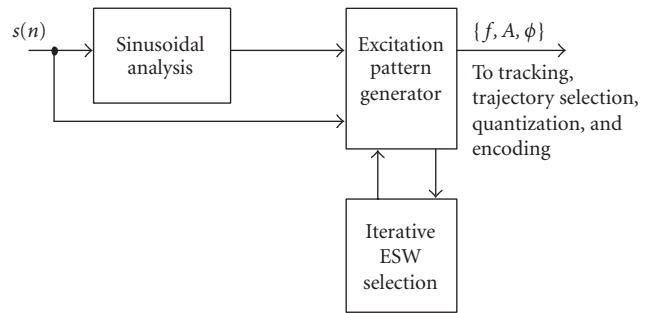 s(n)
Sinusoidal
analysis
Excitation
pattern
generator
{f, A, ϕ}
To tracking,
trajectory selection,
quantization, and
encoding
Iterative
ESW
selection